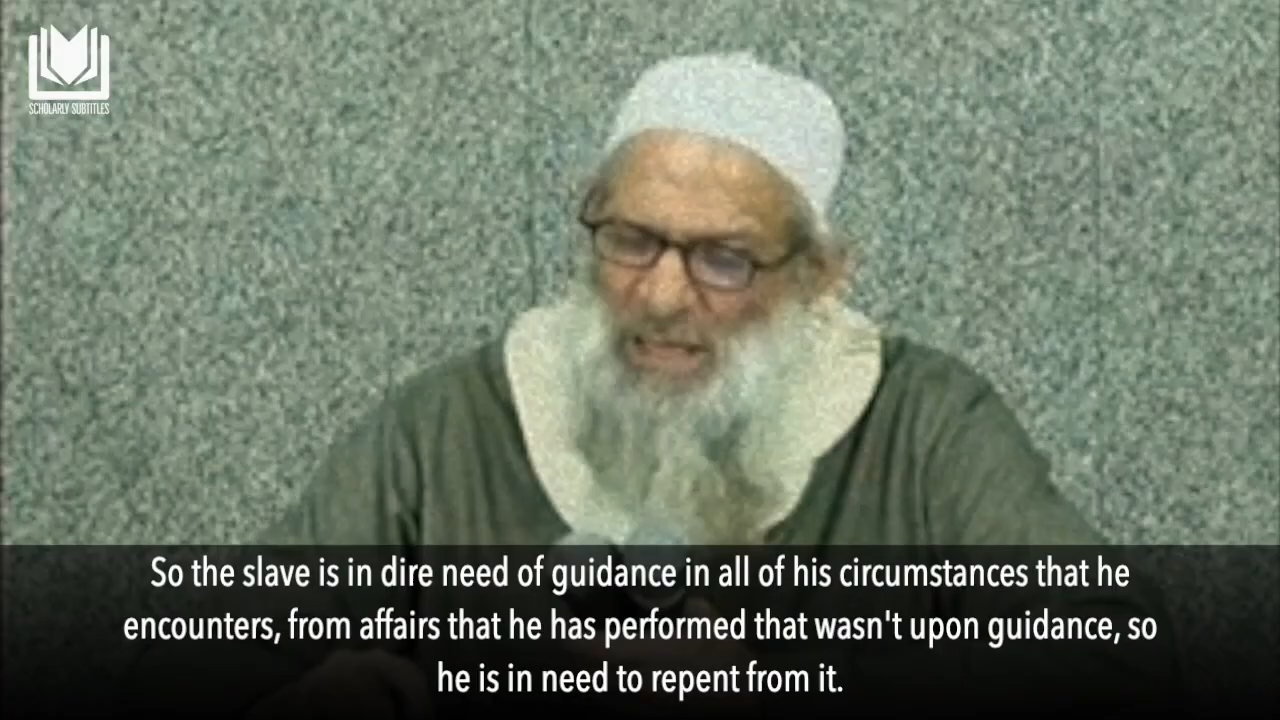 SCHOLARLY SUBTITLES
So the slave is in dire need of guidance in all of his circumstances that he
encounters, from affairs that he has performed that wasn't upon guidance, so
he is in need to repent from it.